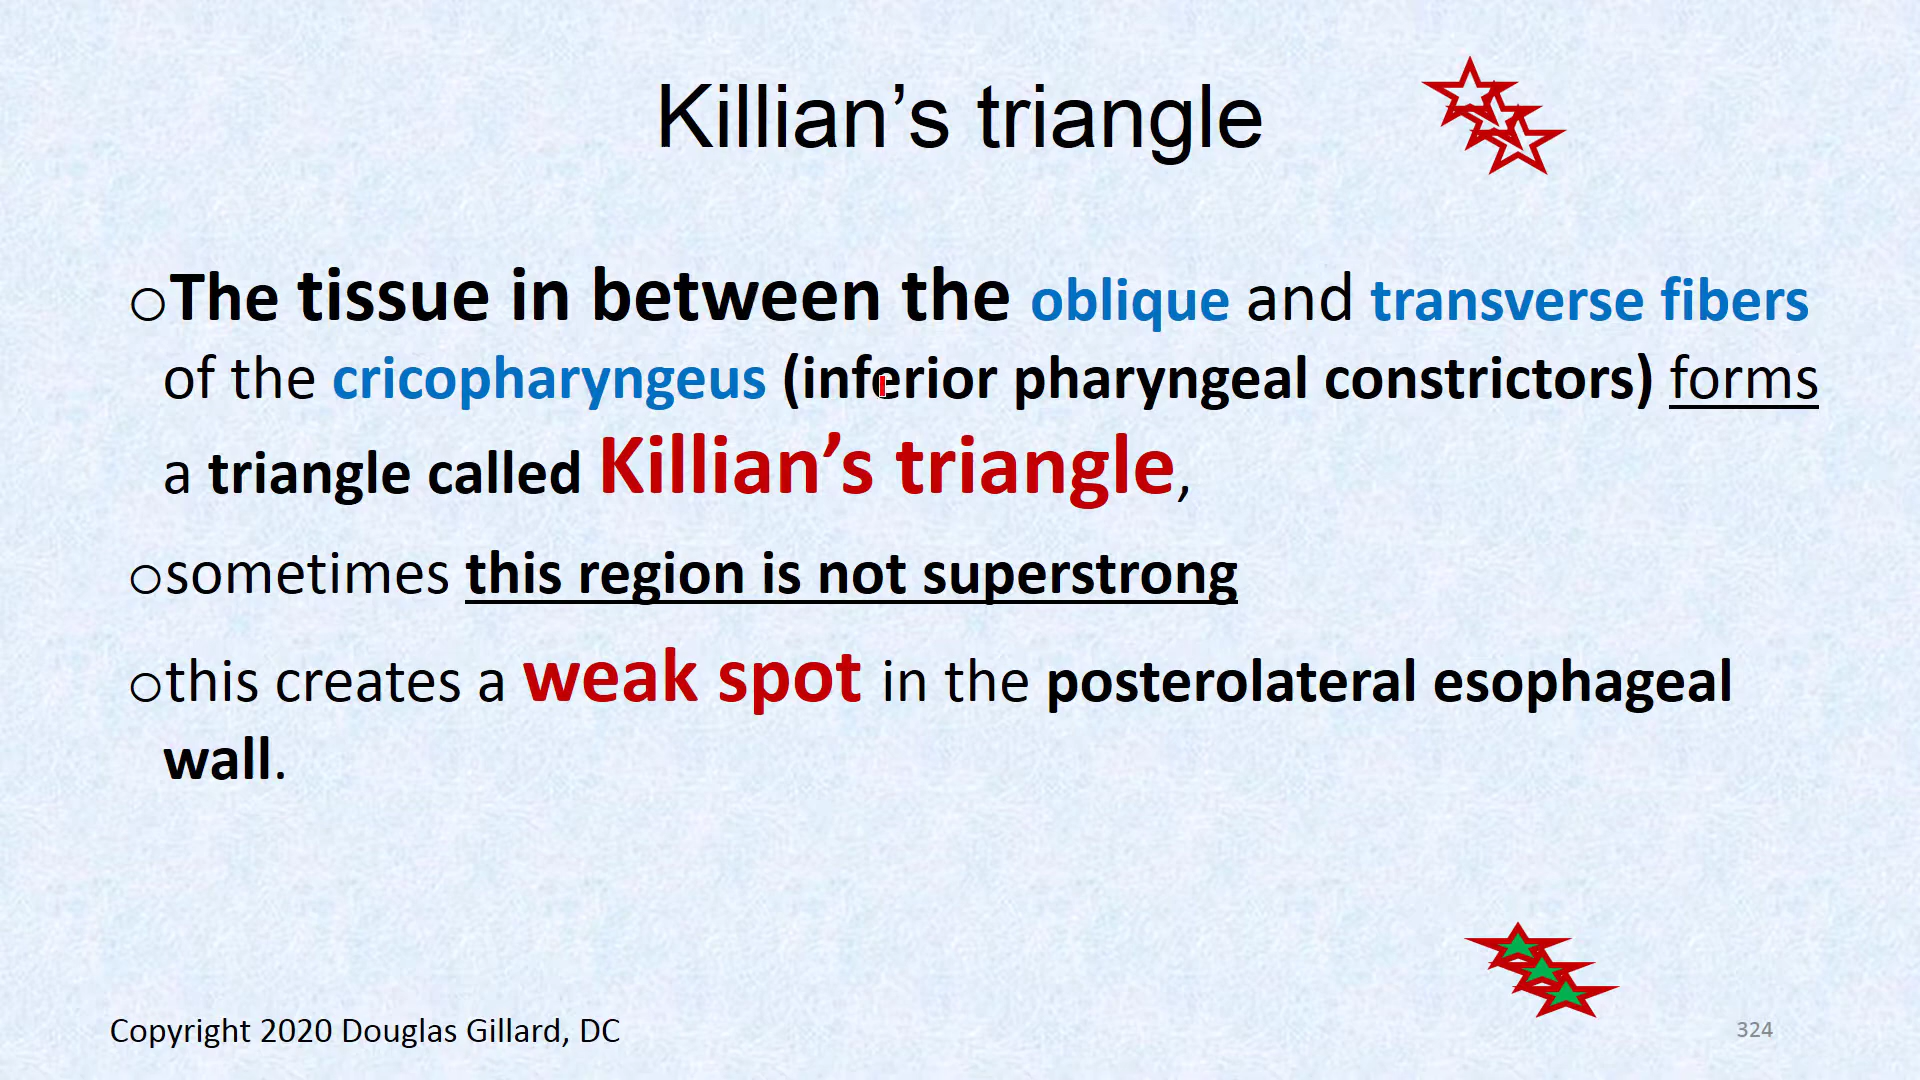 Killian’s triangle
oThe tissue in between the oblique and transverse fibers
of the cricopharyngeus (inferior pharyngeal constrictors) forms
a triangle called Killian’s triangle,
osometimes this region is not superstrong
othis creates a weak spot in the posterolateral esophageal
wall.
Copyright 2020 Douglas Gillard, DC
324